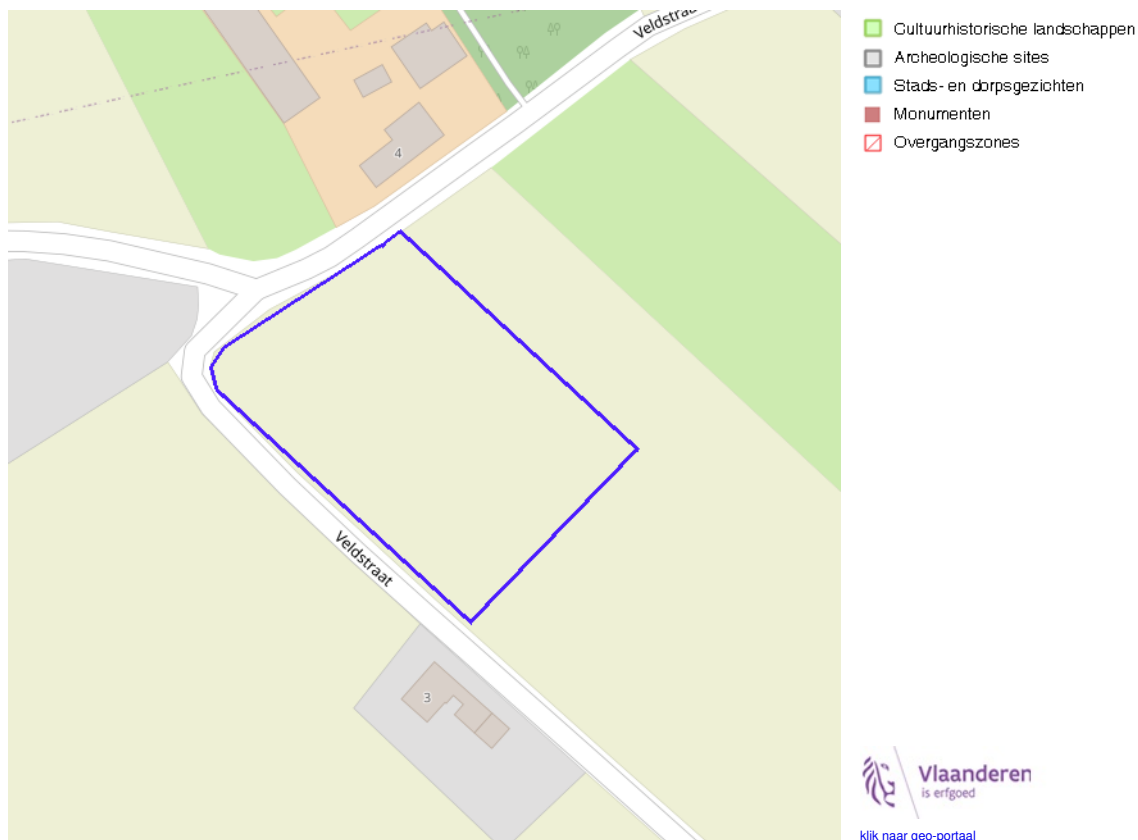 Veldstraat
4
Veldstraat
3
Cultuurhistorische landschappen
Archeologische sites
Stads- en dorpsgezichten
Monumenten
Overgangszones
Vlaanderen
is erfgoed
klik naar geo-portaal